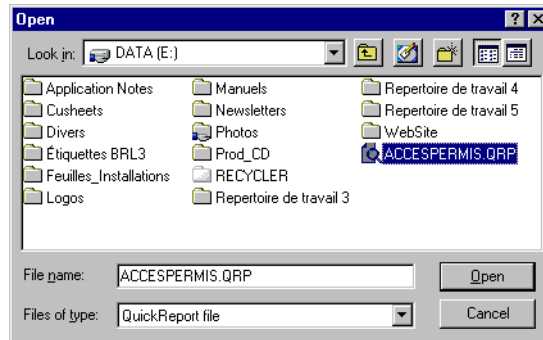 Open
Look in: DATA (E:)
Application Notes Manuels Repertoire de travail 4
Cusheets Newsletters Repertoire de travail 5
Divers Photos WebSite
Étiquettes BRL3 Prod_CD ACCESPERMIS.QRP
Feuilles_Installations RECYCLER
Logos Repertoire de travail 3
File name: ACCESPERMIS.QRP Open
Files of type: QuickReport file Cancel